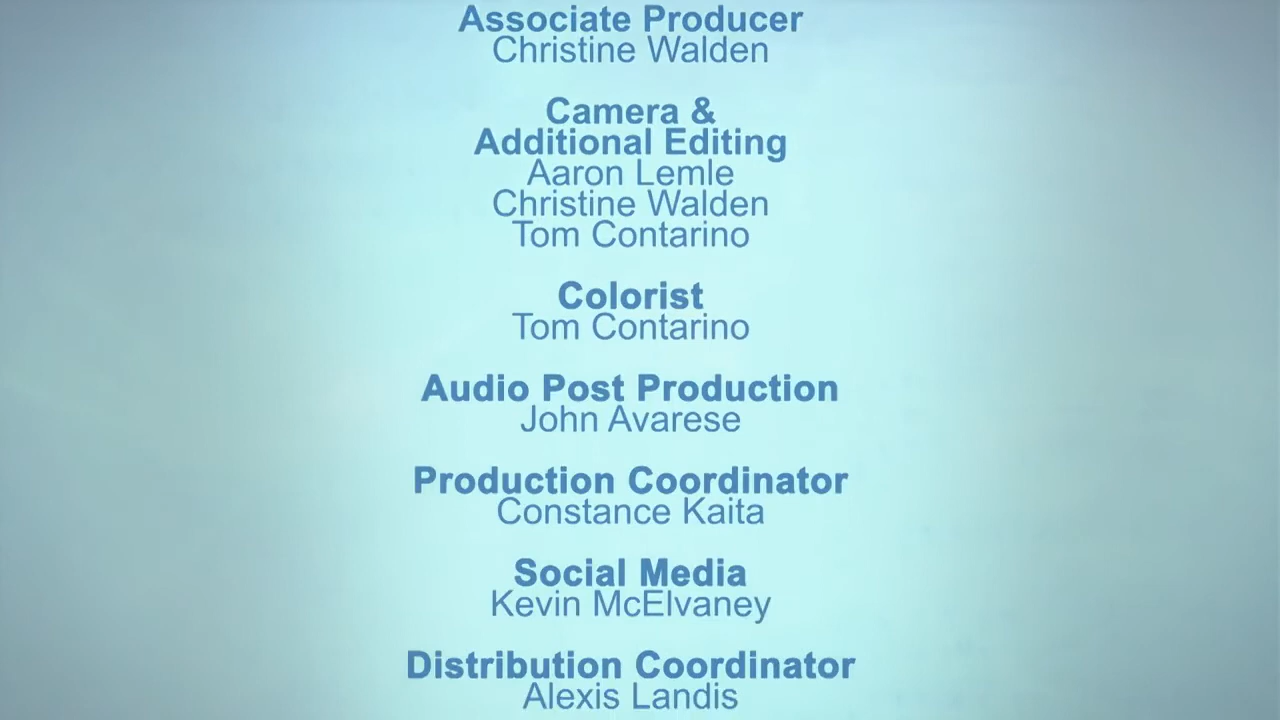 Associate Producer
Christine Walden
Camera &
Additional Editing
Aaron Lemle
Christine Walden
Tom Contarino
Colorist
Tom Contarino
Audio Post Production
John Avarese
Production Coordinator
Constance Kaita
Social Media
Kevin McElvaney
Distribution Coordinator
Alexis Landis